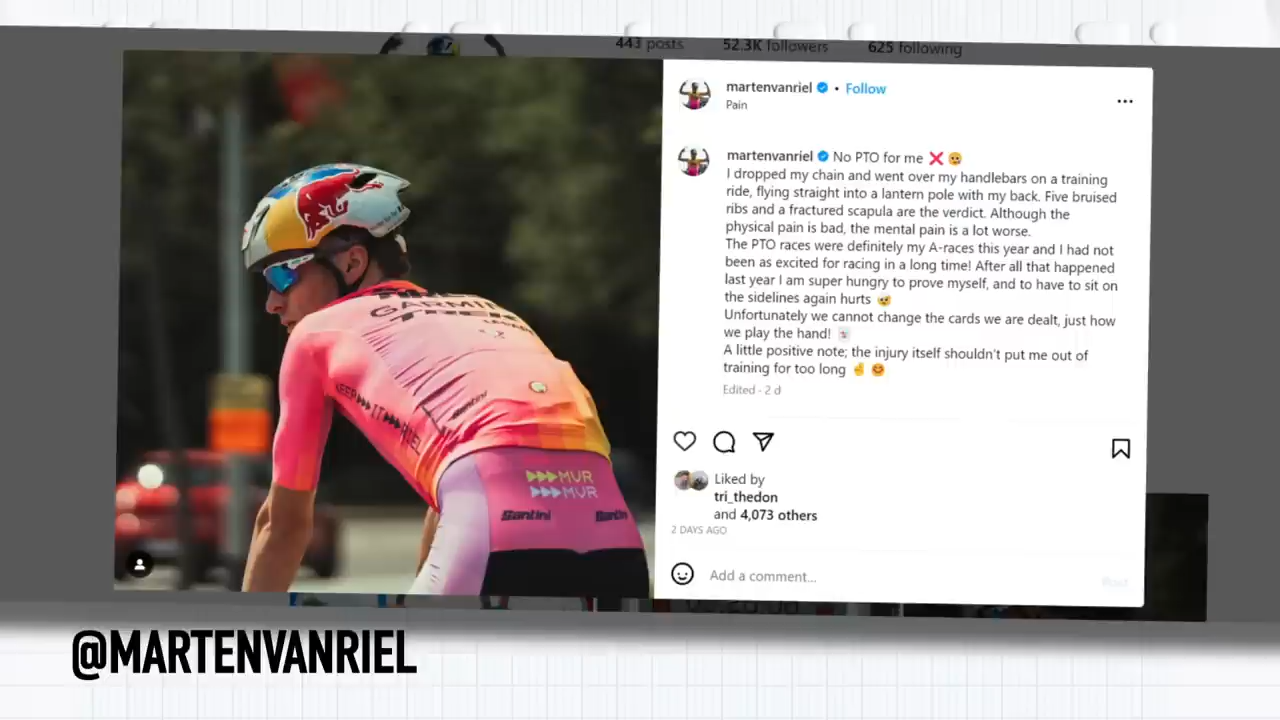 443 posts 52.3K followers 625 following
martenvanriel • Follow
Pain
martenvanriel No PTO for me ❌ 🤕
I dropped my chain and went over my handlebars on a training
ride, flying straight into a lantern pole with my back. Five bruised
ribs and a fractured scapula are the verdict. Although the
physical pain is bad, the mental pain is a lot worse.
The PTO races were definitely my A-races this year and I had not
been as excited for racing in a long time! After all that happened
last year I am super hungry to prove myself, and to have to sit on
the sidelines again hurts
Unfortunately we cannot change the cards we are dealt, just how
we play the hand! 🃏
A little positive note; the injury itself shouldn't put me out of
training for too long 🤞 😊
Edited · 2 d
Liked by
tri_thedon
and 4,073 others
2 DAYS AGO
Add a comment...
Post
GARMIN
TREK
KEEP IT RIEL
Santini
MVR
MVR
Santini
Santini
@MARTENVANRIEL